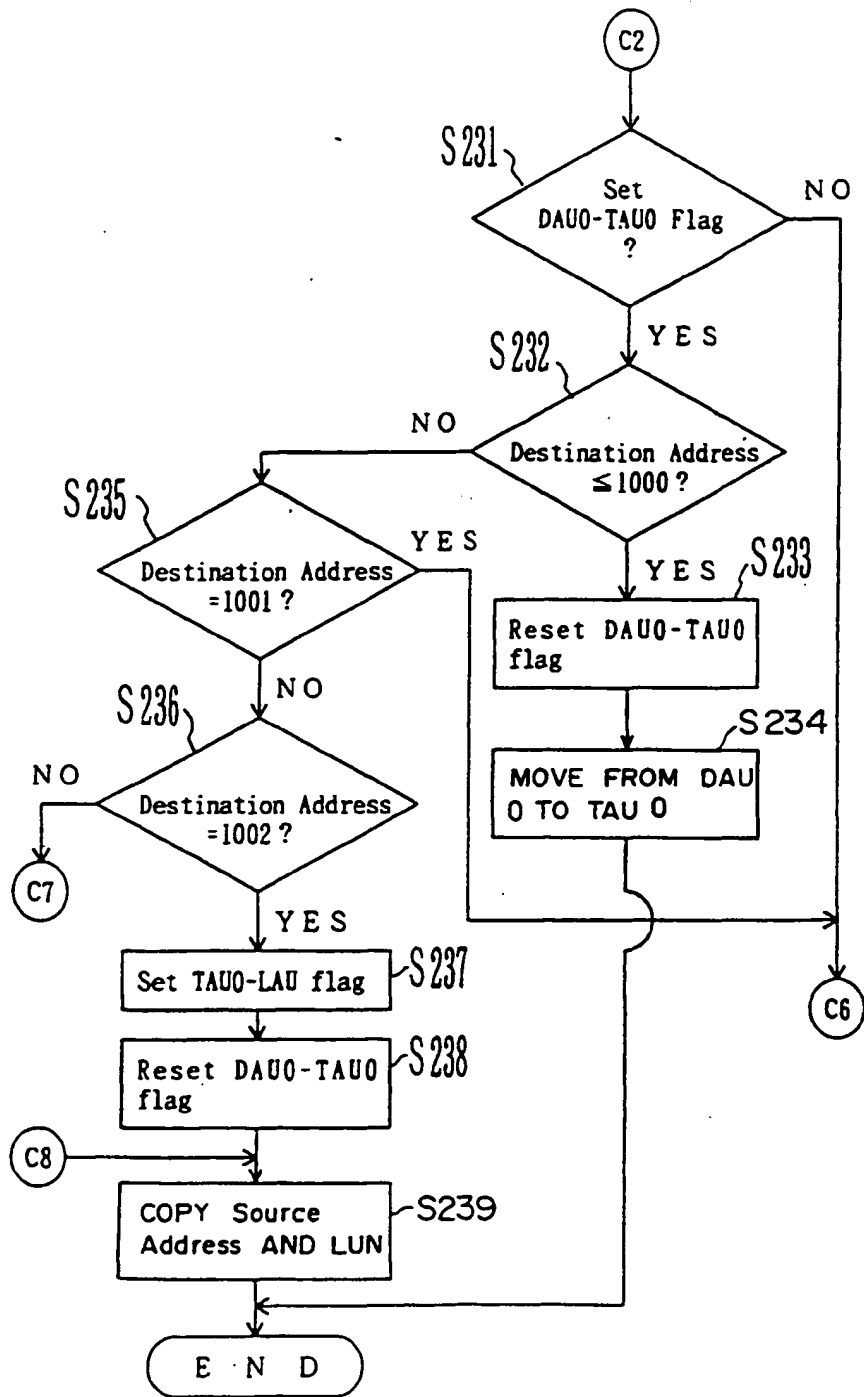 C2
S231
Set
DAU0-TAU0 Flag
?
NO
YES
S232
Destination Address
≦1000?
NO
YES
S235
Destination Address
=1001?
YES
NO
S233
Reset DAU0-TAU0
flag
S234
MOVE FROM DAU
0 TO TAU 0
S236
Destination Address
=1002?
NO
C7
YES
S237
Set TAU0-LAU flag
C6
S238
Reset DAU0-TAU0
flag
C8
S239
COPY Source
Address AND LUN
END